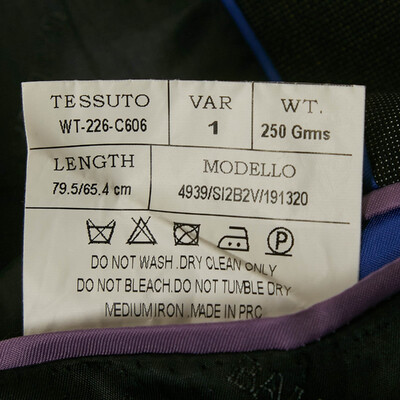 TESSUTO VAR WT.
WT-226-C606 1 250 Grms
LENGTH MODELLO
79.5/65.4 cm 4939/SI2B2V/191320
P
DO NOT WASH .DRY CLEAN ONLY
DO NOT BLEACH.DO NOT TUMBLE DRY
MEDIUM IRON .MADE IN PRC